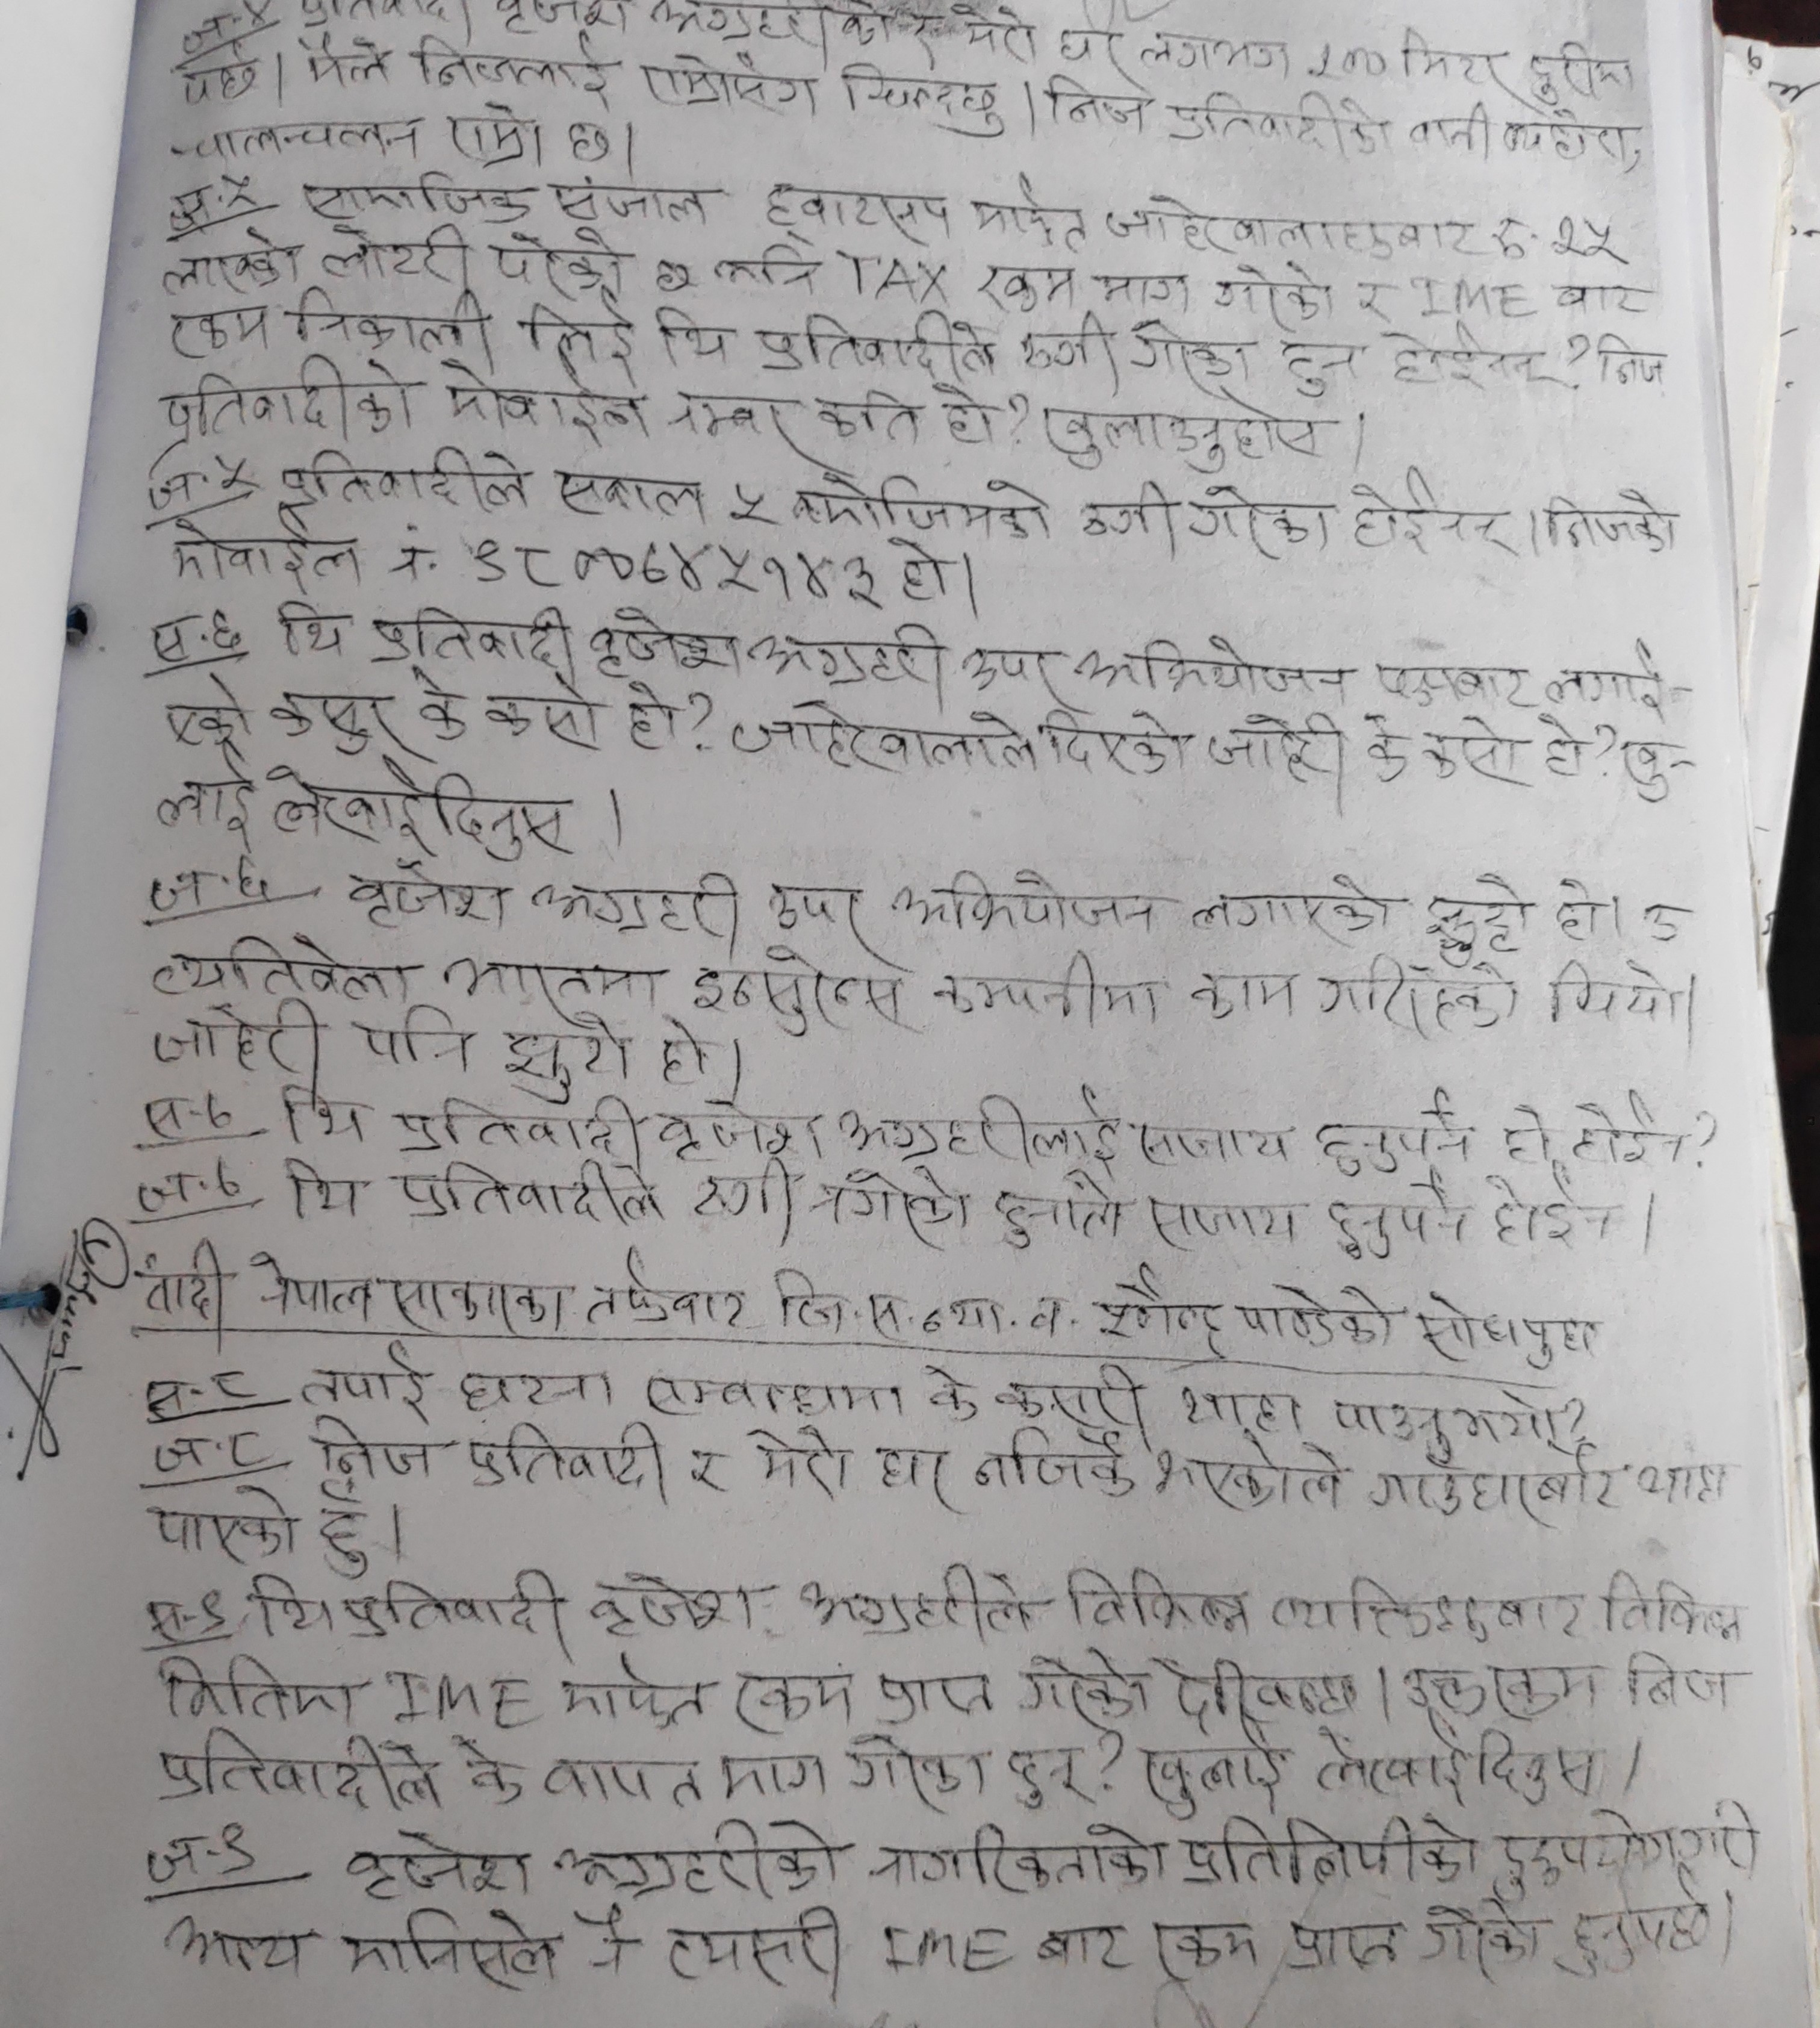 ज.४ प्रतिवादी वृजेश अग्रहरीको र मेरो घर लगभग २०० मिटर दुरीमा
पर्छ। मैले निजलाई राम्रोसंग चिन्दछु। निज प्रतिवादीको वानी व्यहोरा,
चालचलन राम्रो छ।
स.५ सामाजिक संजाल ह्वाटसप मार्फत जाहेरवालाहरुबाट रु. २५
लाखको लोटरी परेको छ भनि TAX रकम माग गरेको र IME बाट
रकम निकाली लिई यि प्रतिवादीले ठगी गरेका हुन होईनन्? निज
प्रतिवादीको मोवाईल नम्बर कति हो? खुलाउनुहोस।
ज.५ प्रतिवादीले सवाल ५ बमोजिमको ठगी गरेका होईनन्। निजको
मोवाईल नं. ९८०७४५१४३ हो।
स.६ यि प्रतिवादी वृजेश अग्रहरी उपर अभियोजन पक्षबाट लगाई-
एको कसुर के कसो हो? जाहेरवालाले दिएको जाहेरी के कसो हो? खु-
लाई लेखाईदिनुस।
ज.६ वृजेश अग्रहरी उपर अभियोजन लगाएको झुट्टो हो। उ
त्यतिवेला भारतमा इन्सुरेन्स कम्पनीमा काम गरिरहेको थियो।
जाहेरी पनि झुटो हो।
स.७ यि प्रतिवादी वृजेश अग्रहरीलाई सजाय हुनुपर्ने हो होईन?
ज.७ यि प्रतिवादीले ठगी नगरेको हुनाले सजाय हुनुपर्ने होईन।
वादी नेपाल सरकारका तर्फबाट जि.स.न्या.व. पाण्डेको सोधपुछ
स.८ तपाई घटना सम्बन्धमा के कसरी थाहा पाउनुभयो?
ज.८ निज प्रतिवादी र मेरो घर नजिकै भएकोले गाउँघरबाट थाहा
पाएको हुँ।
स.९ यि प्रतिवादी वृजेश अग्रहरीले विभिन्न व्यक्तिहरुबाट विभिन्न
मितिमा IME मार्फत रकम प्राप्त गरेको देखिन्छ। उक्त रकम निज
प्रतिवादीले के वापत माग गरेका हुन्? खुलाई लेखाईदिनुस।
ज.९ वृजेश अग्रहरीको नागरिकताको प्रतिलिपीको दुरुपयोग गरी
अन्य मानिसले नै त्यसरी IME बाट रकम प्राप्त गरेको हुनुपर्छ।